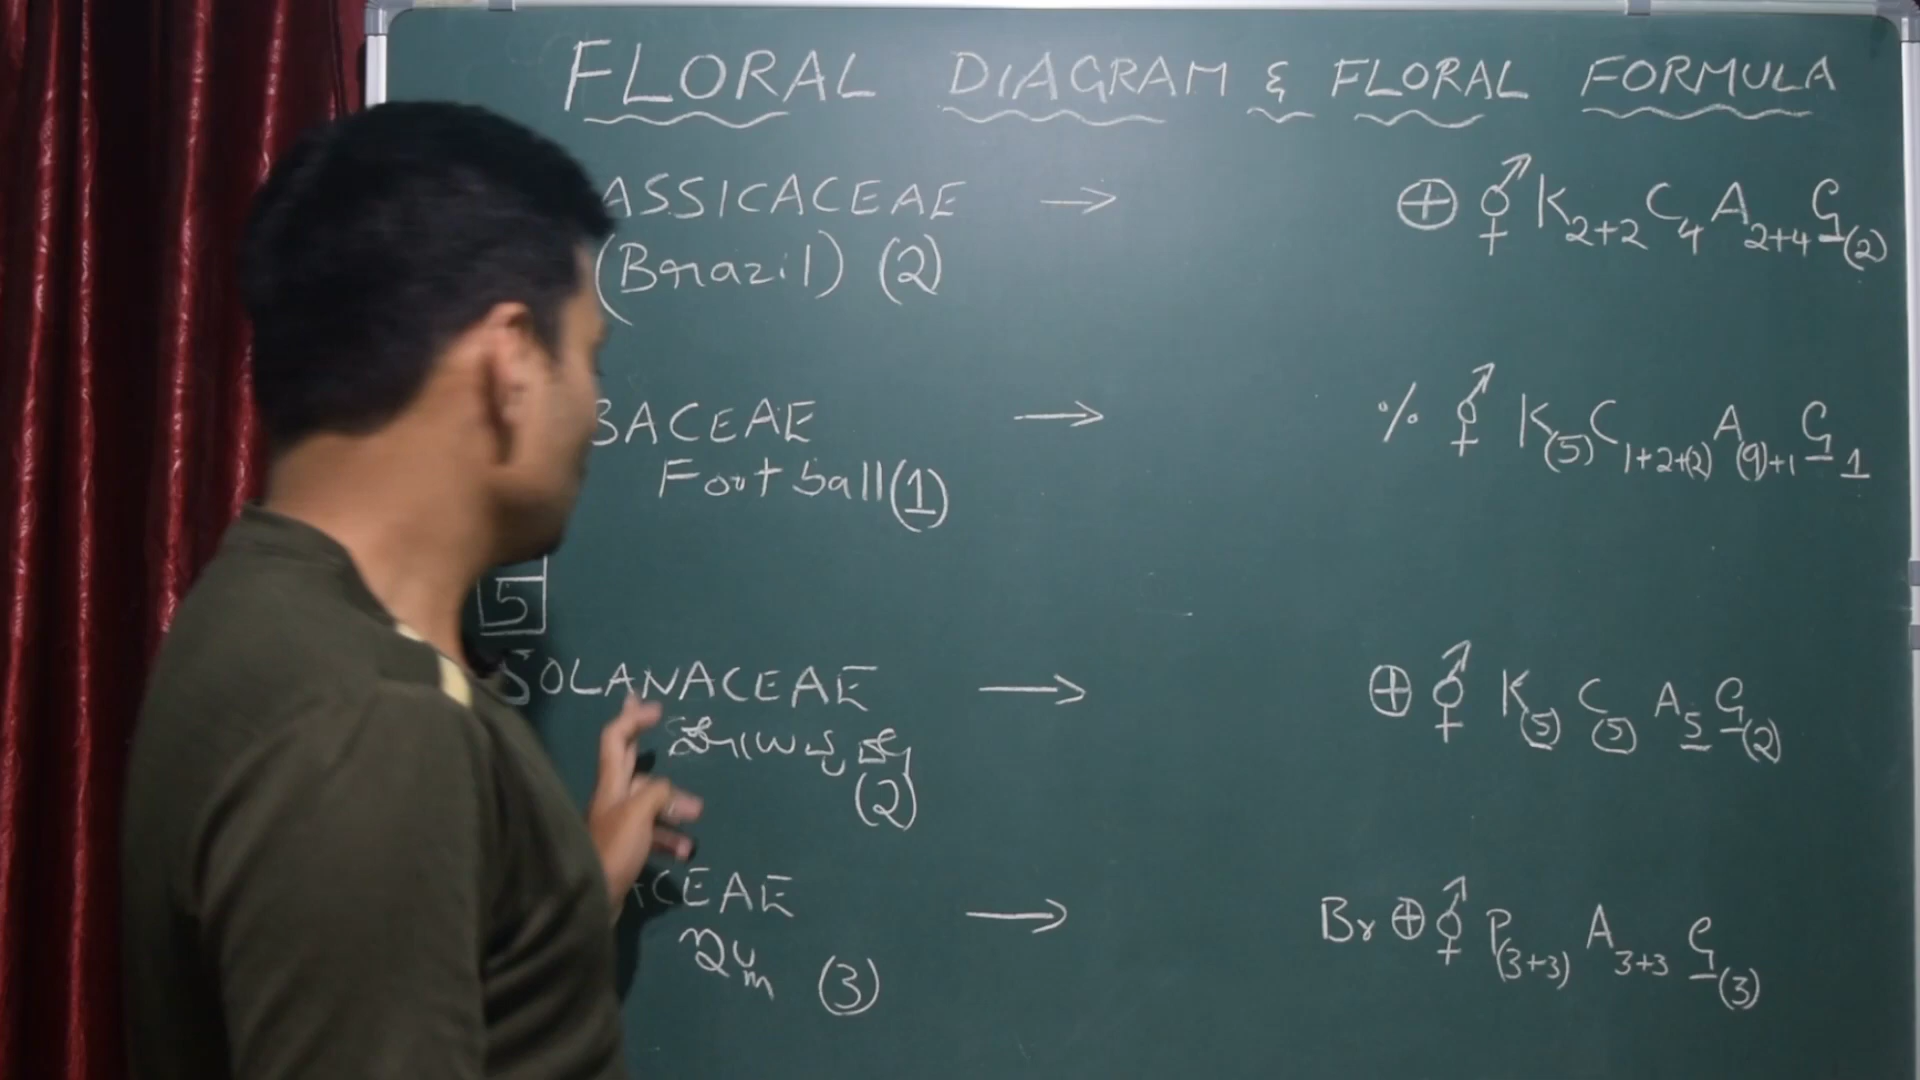 FLORAL DIAGRAM & FLORAL FORMULA
ASSICACEAE → ⊕ ⚥ K2+2 C4 A2+4 G(2)
(Brazil) (2)
BACEAE → % ⚥ K(5) C1+2+(2) A(9)+1 G1
Football (1)
5
SOLANACEAE → ⊕ ⚥ K(5) C(5) A5 G(2)
(2)
ACEAE → Br ⊕ ⚥ P(3+3) A3+3 G(3)
(3)